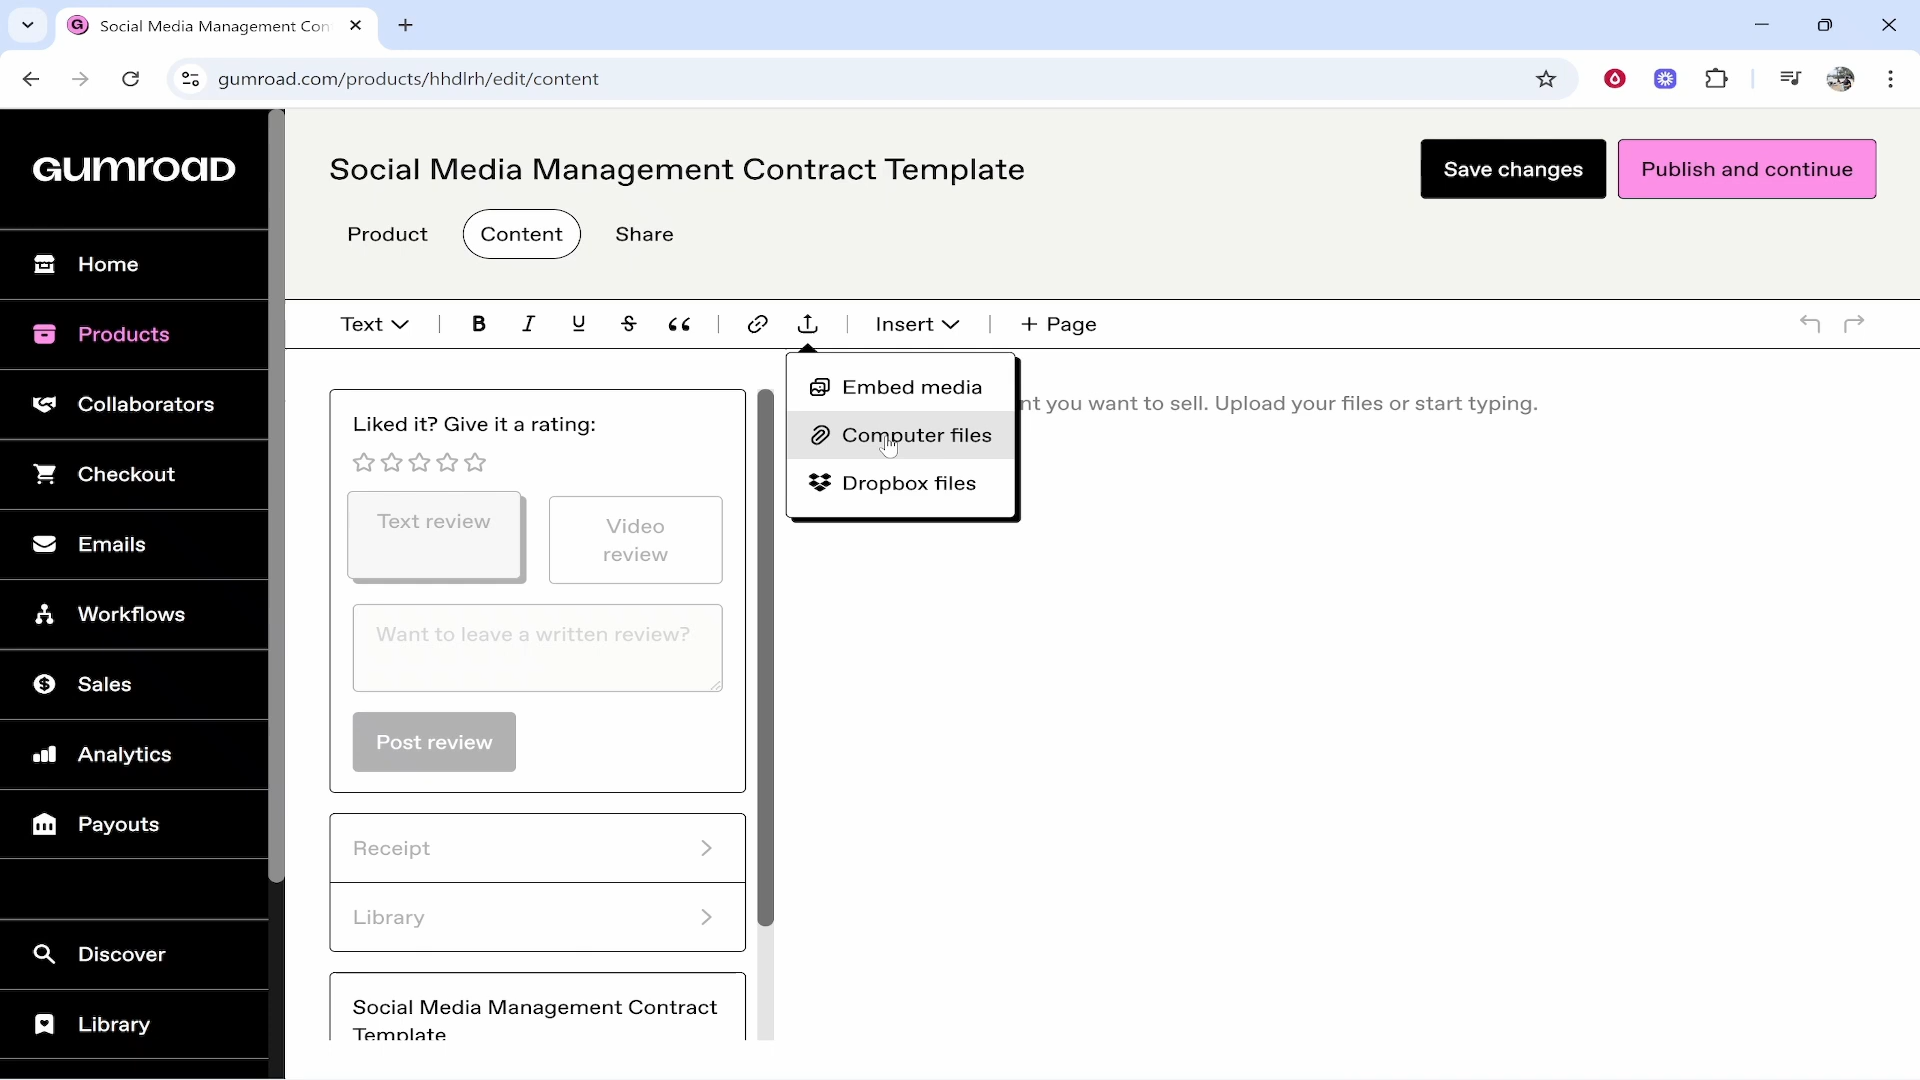 Social Media Management Con
gumroad.com/products/hhdlrh/edit/content
GUMROAD
Home
Products
Collaborators
Checkout
Emails
Workflows
Sales
Analytics
Payouts
Discover
Library
Social Media Management Contract Template
Save changes
Publish and continue
Product
Content
Share
Text
B
I
U
S
Insert
+ Page
Embed media
Computer files
Dropbox files
nt you want to sell. Upload your files or start typing.
Liked it? Give it a rating:
Text review
Video
review
Want to leave a written review?
Post review
Receipt
Library
Social Media Management Contract
Template